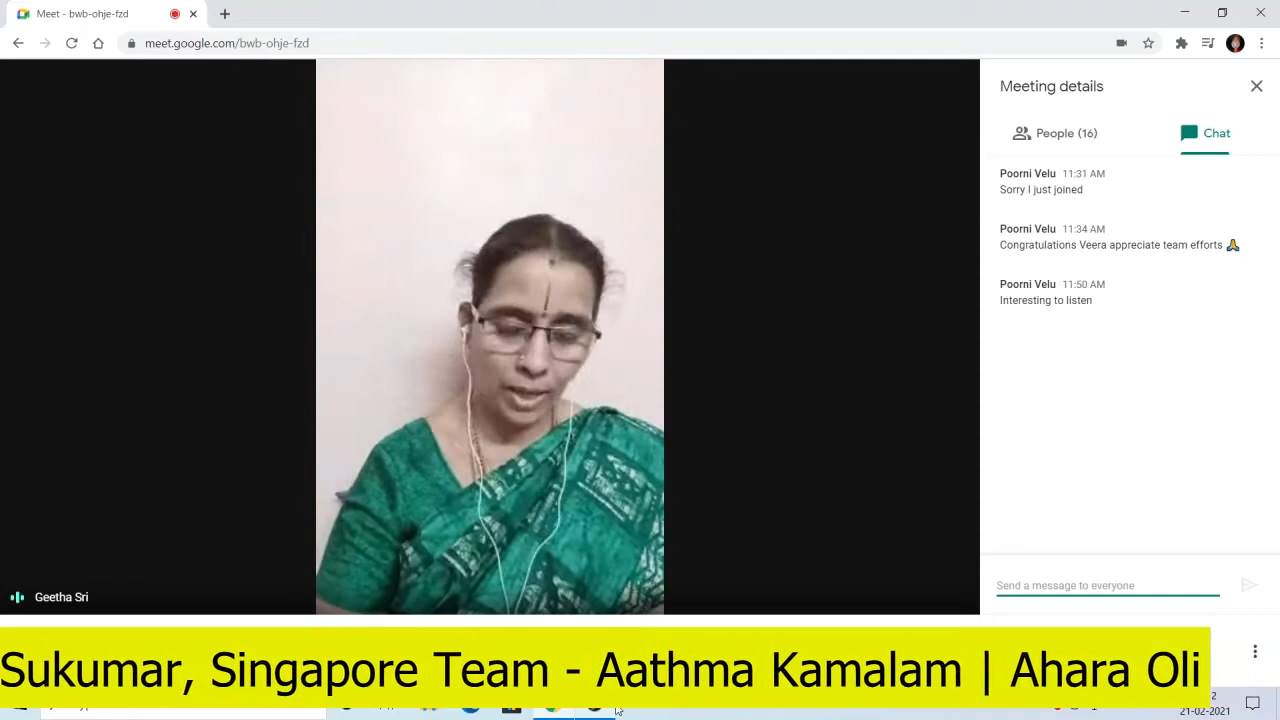 Meet - bwb-ohje-fzd
meet.google.com/bwb-ohje-fzd
Meeting details
People (16)
Chat
Poorni Velu 11:31 AM
Sorry I just joined
Poorni Velu 11:34 AM
Congratulations Veera appreciate team efforts 🙏
Poorni Velu 11:50 AM
Interesting to listen
Send a message to everyone
Geetha Sri
Sukumar, Singapore Team - Aathma Kamalam | Ahara Oli
21-02-2021